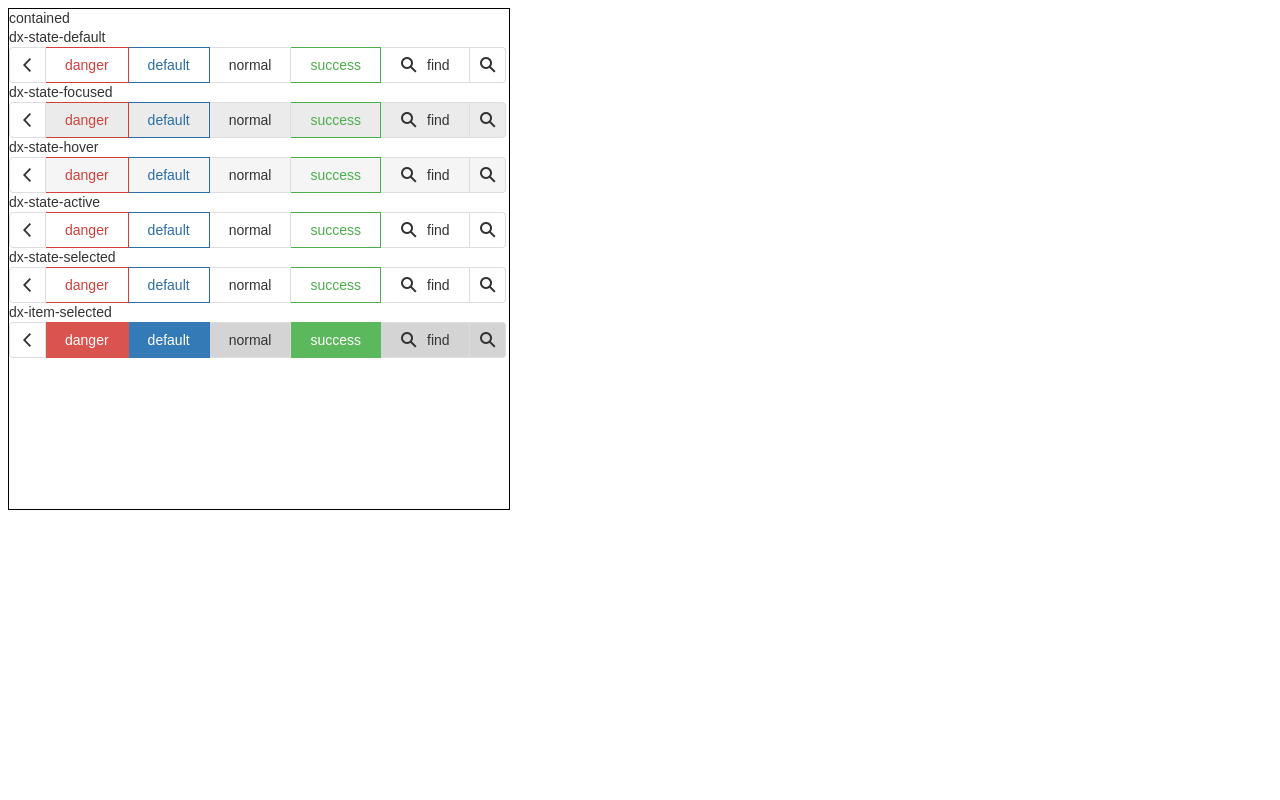 contained
dx-state-default
danger default normal success find
dx-state-focused
danger default normal success find
dx-state-hover
danger default normal success find
dx-state-active
danger default normal success find
dx-state-selected
danger default normal success find
dx-item-selected
danger default normal success find